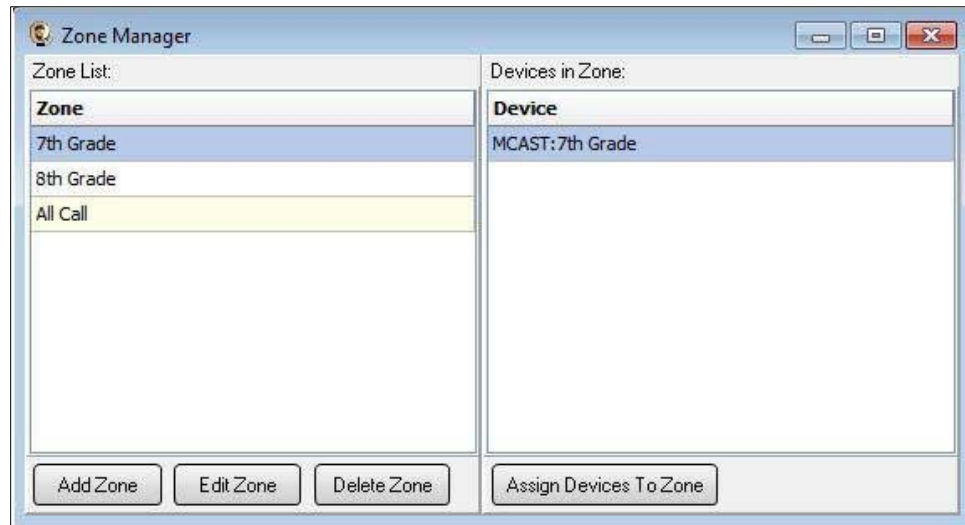 Zone Manager
Zone List:
Zone
7th Grade
8th Grade
All Call
Add Zone Edit Zone Delete Zone
Devices in Zone:
Device
MCAST:7th Grade
Assign Devices To Zone